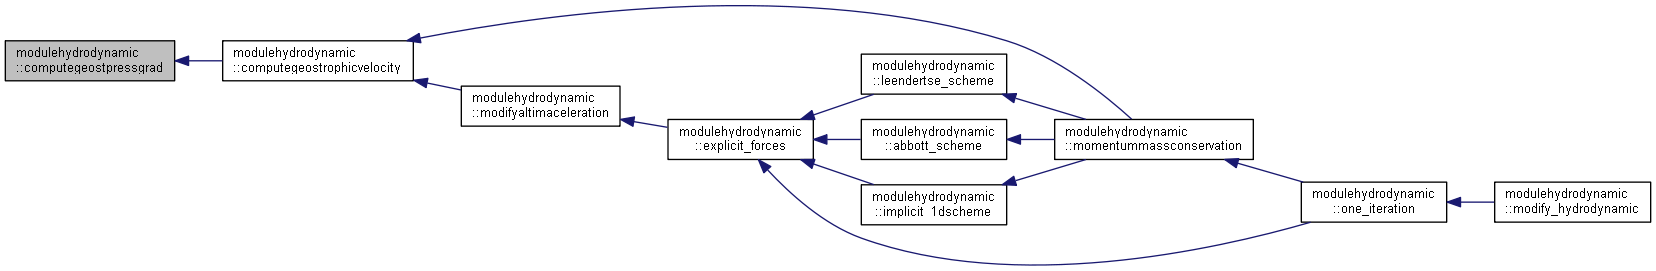 modulehydrodynamic
::computegeostpressgrad
modulehydrodynamic
::computegeostrophicvelocity
modulehydrodynamic
::modifyaltimaceleration
modulehydrodynamic
::explicit_forces
modulehydrodynamic
::leendertse_scheme
modulehydrodynamic
::abbott_scheme
modulehydrodynamic
::implicit_1dscheme
modulehydrodynamic
::momentummassconservation
modulehydrodynamic
::one_iteration
modulehydrodynamic
::modify_hydrodynamic